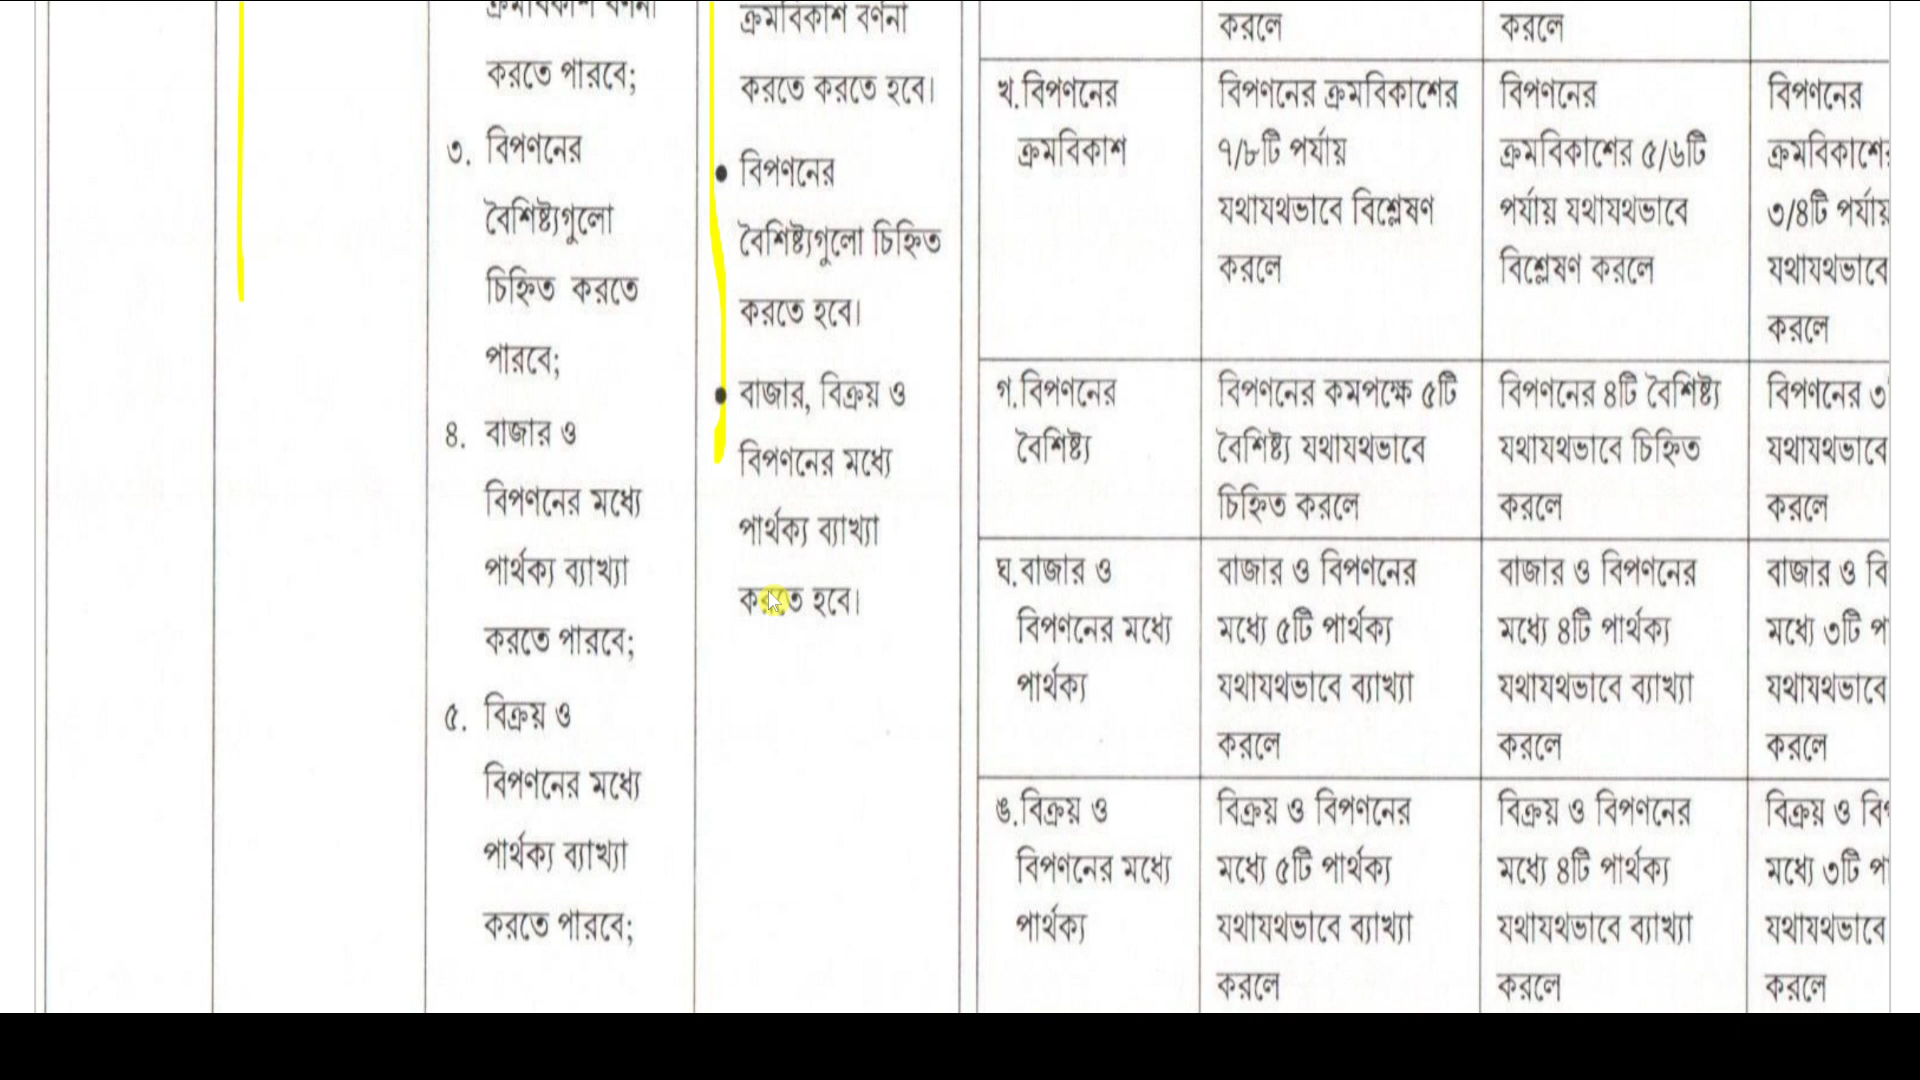 ক্রমবিকাশ বর্ণনা
করতে পারবে;
৩. বিপণনের
বৈশিষ্ট্যগুলো
চিহ্নিত করতে
পারবে;
৪. বাজার ও
বিপণনের মধ্যে
পার্থক্য ব্যাখ্যা
করতে পারবে;
৫. বিক্রয় ও
বিপণনের মধ্যে
পার্থক্য ব্যাখ্যা
করতে পারবে;
ক্রমবিকাশ বর্ণনা
করতে করতে হবে।
• বিপণনের
বৈশিষ্ট্যগুলো চিহ্নিত
করতে হবে।
• বাজার, বিক্রয় ও
বিপণনের মধ্যে
পার্থক্য ব্যাখ্যা
করতে হবে।
করলে
করলে
খ.বিপণনের
ক্রমবিকাশ
বিপণনের ক্রমবিকাশের
৭/৮টি পর্যায়
যথাযথভাবে বিশ্লেষণ
করলে
বিপণনের
ক্রমবিকাশের ৫/৬টি
পর্যায় যথাযথভাবে
বিশ্লেষণ করলে
বিপণনের
ক্রমবিকাশের
৩/৪টি পর্যায়
যথাযথভাবে
করলে
গ.বিপণনের
বৈশিষ্ট্য
বিপণনের কমপক্ষে ৫টি
বৈশিষ্ট্য যথাযথভাবে
চিহ্নিত করলে
বিপণনের ৪টি বৈশিষ্ট্য
যথাযথভাবে চিহ্নিত
করলে
বিপণনের ৩
যথাযথভাবে
করলে
ঘ.বাজার ও
বিপণনের মধ্যে
পার্থক্য
বাজার ও বিপণনের
মধ্যে ৫টি পার্থক্য
যথাযথভাবে ব্যাখ্যা
করলে
বাজার ও বিপণনের
মধ্যে ৪টি পার্থক্য
যথাযথভাবে ব্যাখ্যা
করলে
বাজার ও বি
মধ্যে ৩টি প
যথাযথভাবে
করলে
ঙ.বিক্রয় ও
বিপণনের মধ্যে
পার্থক্য
বিক্রয় ও বিপণনের
মধ্যে ৫টি পার্থক্য
যথাযথভাবে ব্যাখ্যা
করলে
বিক্রয় ও বিপণনের
মধ্যে ৪টি পার্থক্য
যথাযথভাবে ব্যাখ্যা
করলে
বিক্রয় ও বিপ
মধ্যে ৩টি প
যথাযথভাবে
করলে